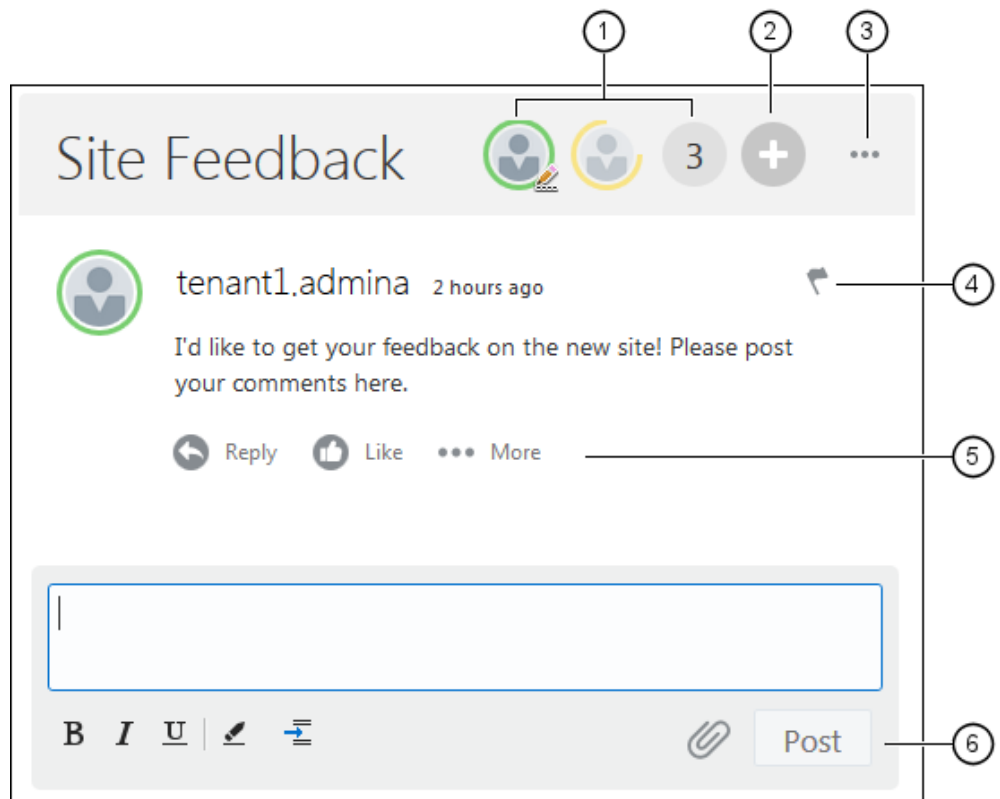 1 2 3
Site Feedback 3
tenant1.admina 2 hours ago
4
I'd like to get your feedback on the new site! Please post
your comments here.
Reply Like More
5
B I U
Post
6